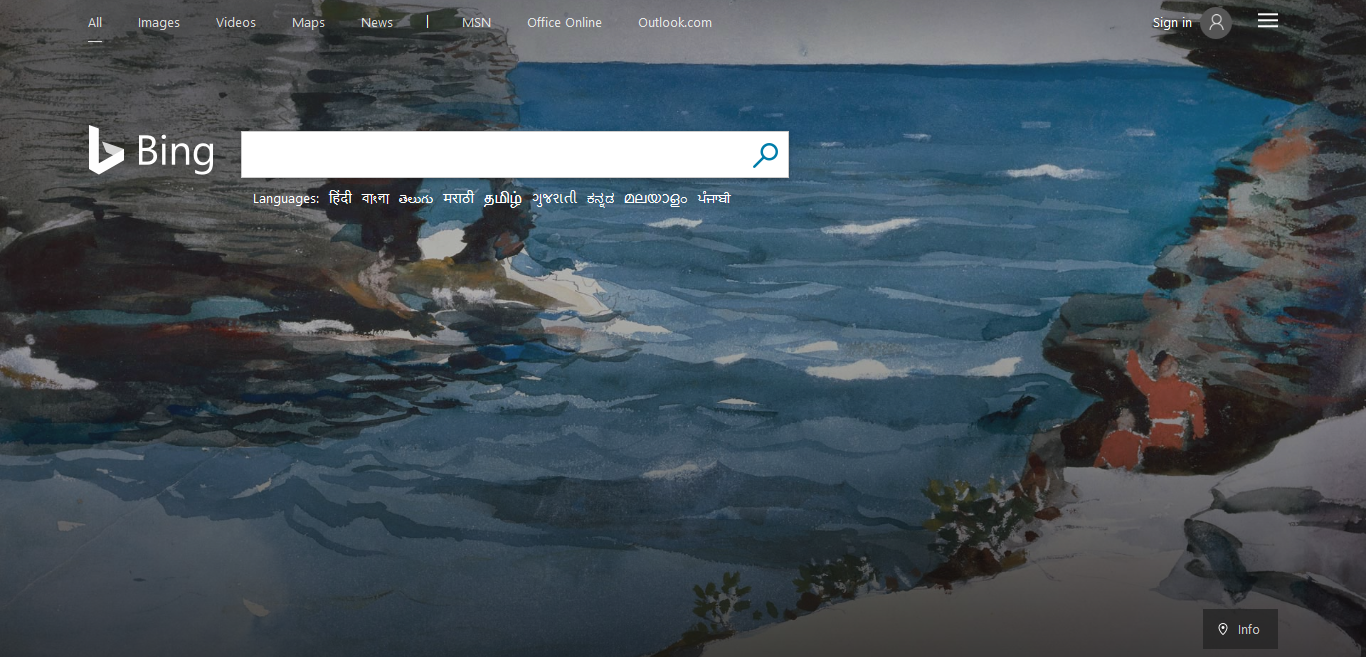 All Images Videos Maps News | MSN Office Online Outlook.com Sign in
Bing
Languages: हिंदी বাংলা తెలుగు मराठी தமிழ் ગુજરાતી ಕನ್ನಡ മലയാളം ਪੰਜਾਬੀ
Info